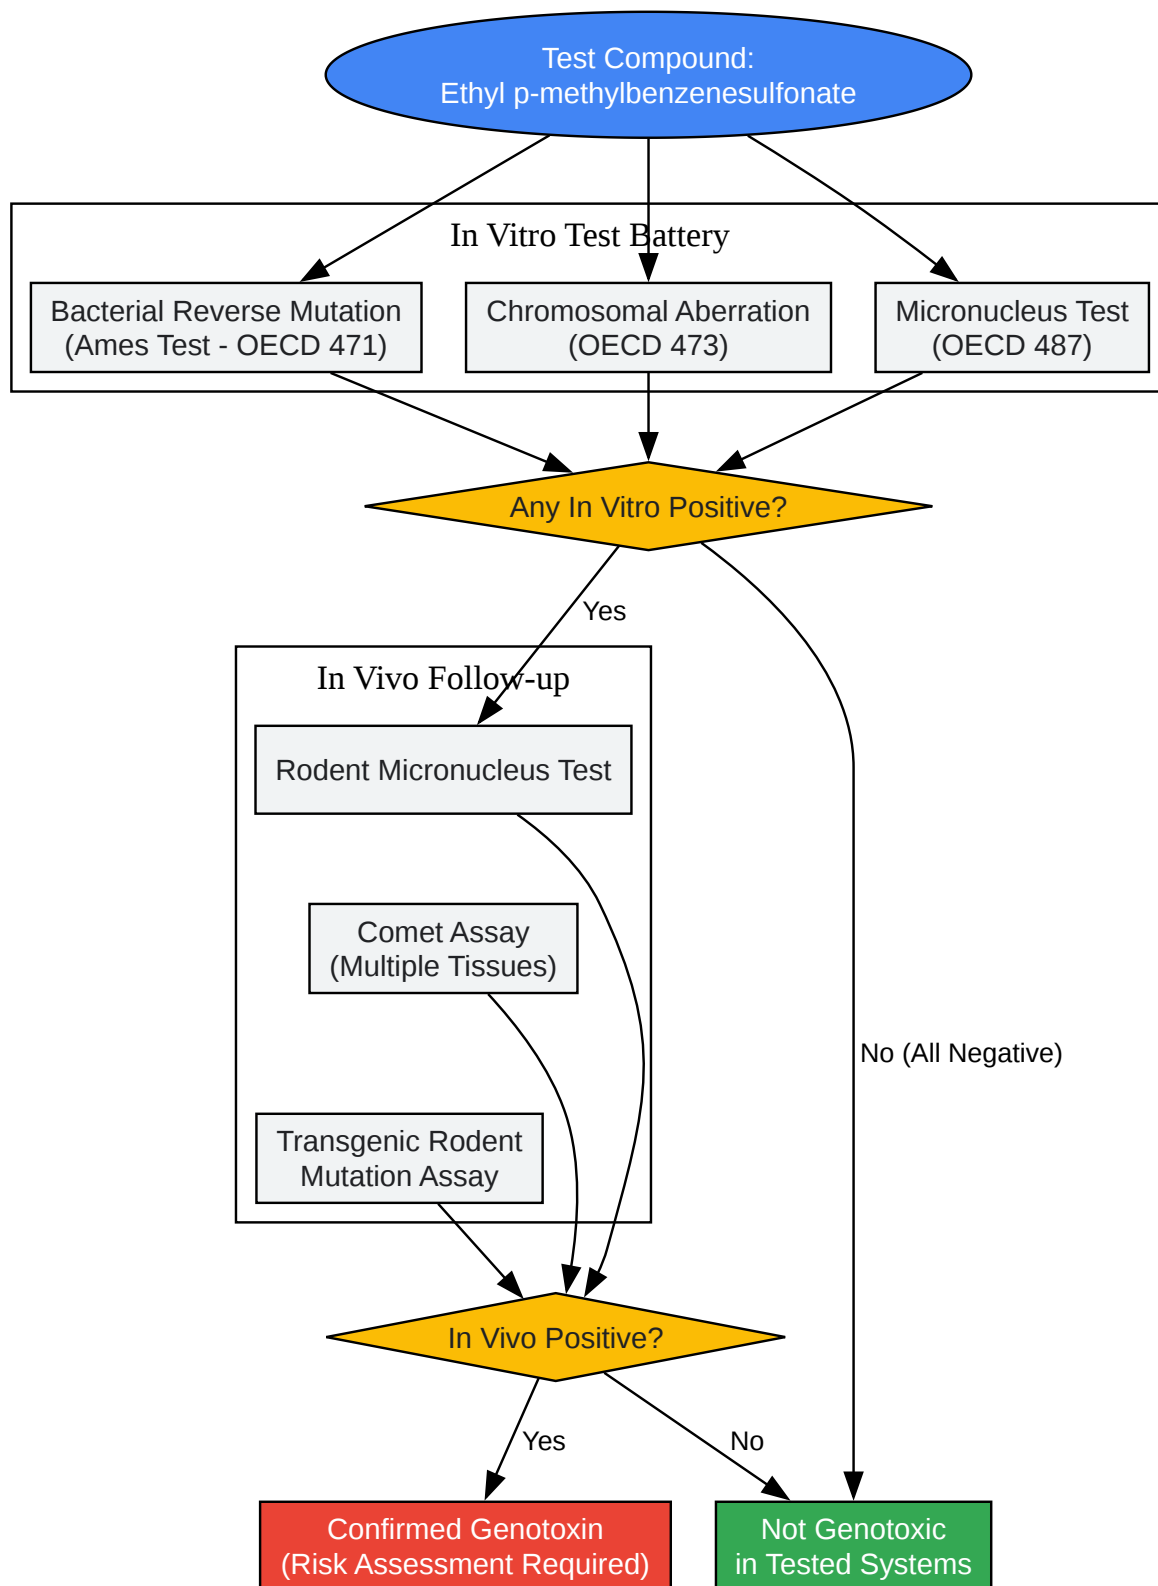 Test Compound:
Ethyl p-methylbenzenesulfonate
In Vitro Test Battery
Bacterial Reverse Mutation
(Ames Test - OECD 471)
Chromosomal Aberration
(OECD 473)
Micronucleus Test
(OECD 487)
Any In Vitro Positive?
Yes
In Vivo Follow-up
Rodent Micronucleus Test
Comet Assay
(Multiple Tissues)
No (All Negative)
Transgenic Rodent
Mutation Assay
In Vivo Positive?
Yes
No
Confirmed Genotoxin
(Risk Assessment Required)
Not Genotoxic
in Tested Systems